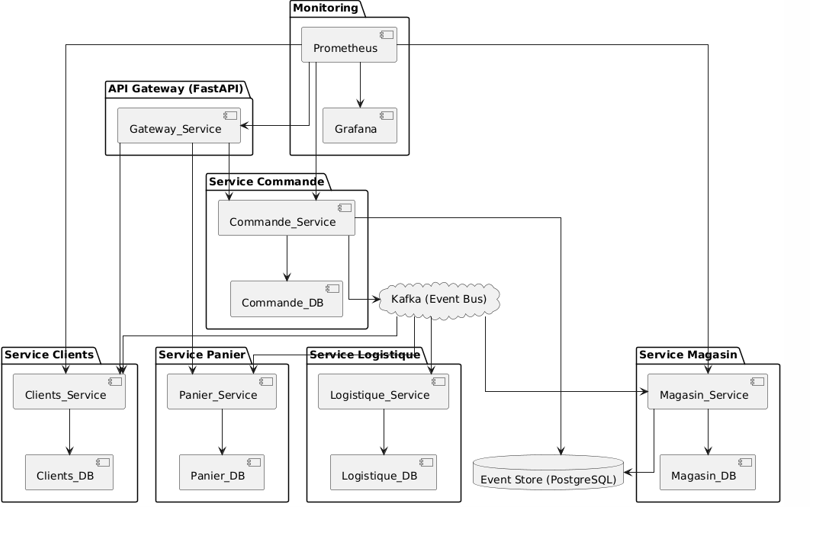 Monitoring
Prometheus
Grafana
API Gateway (FastAPI)
Gateway_Service
Service Commande
Commande_Service
Commande_DB
Kafka (Event Bus)
Service Clients
Clients_Service
Clients_DB
Service Panier
Panier_Service
Panier_DB
Service Logistique
Logistique_Service
Logistique_DB
Event Store (PostgreSQL)
Service Magasin
Magasin_Service
Magasin_DB